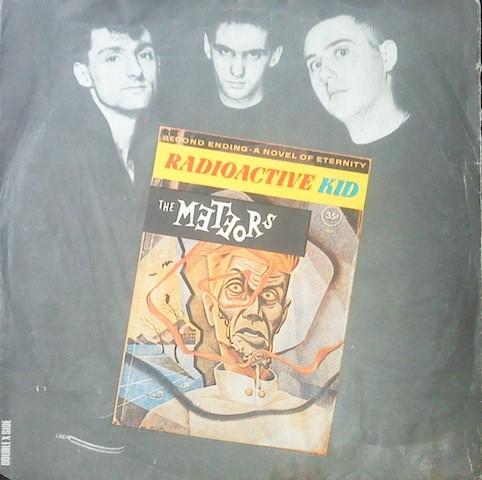 SECOND ENDING-A NOVEL OF ETERNITY
RADIOACTIVE KID
THE METEORS
35¢
DOUBLE X SIDE